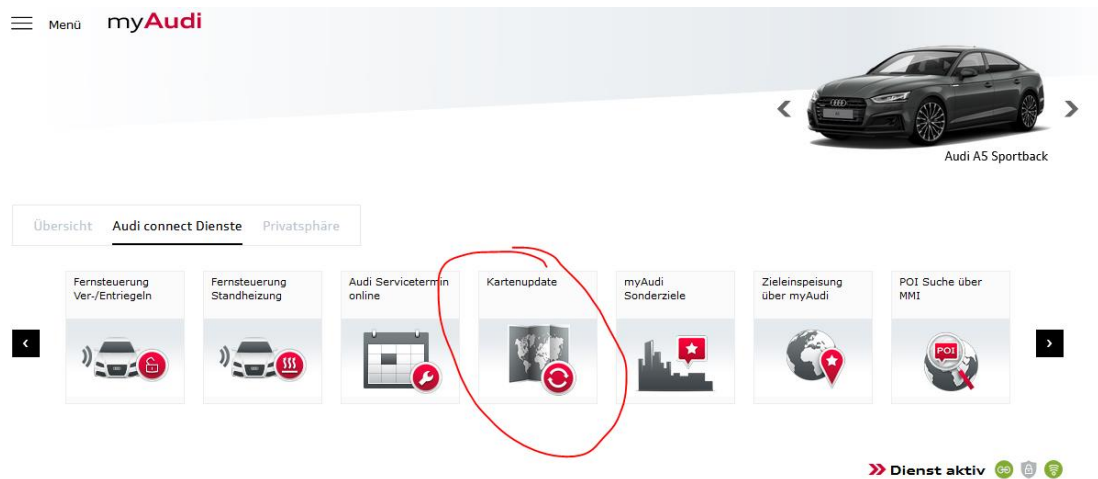 Menü myAudi
Audi A5 Sportback
Übersicht Audi connect Dienste Privatsphäre
Fernsteuerung
Ver-/Entriegeln
Fernsteuerung
Standheizung
Audi Servicetermin
online
Kartenupdate
myAudi
Sonderziele
Zieleinspeisung
über myAudi
POI Suche über
MMI
POI
Dienst aktiv